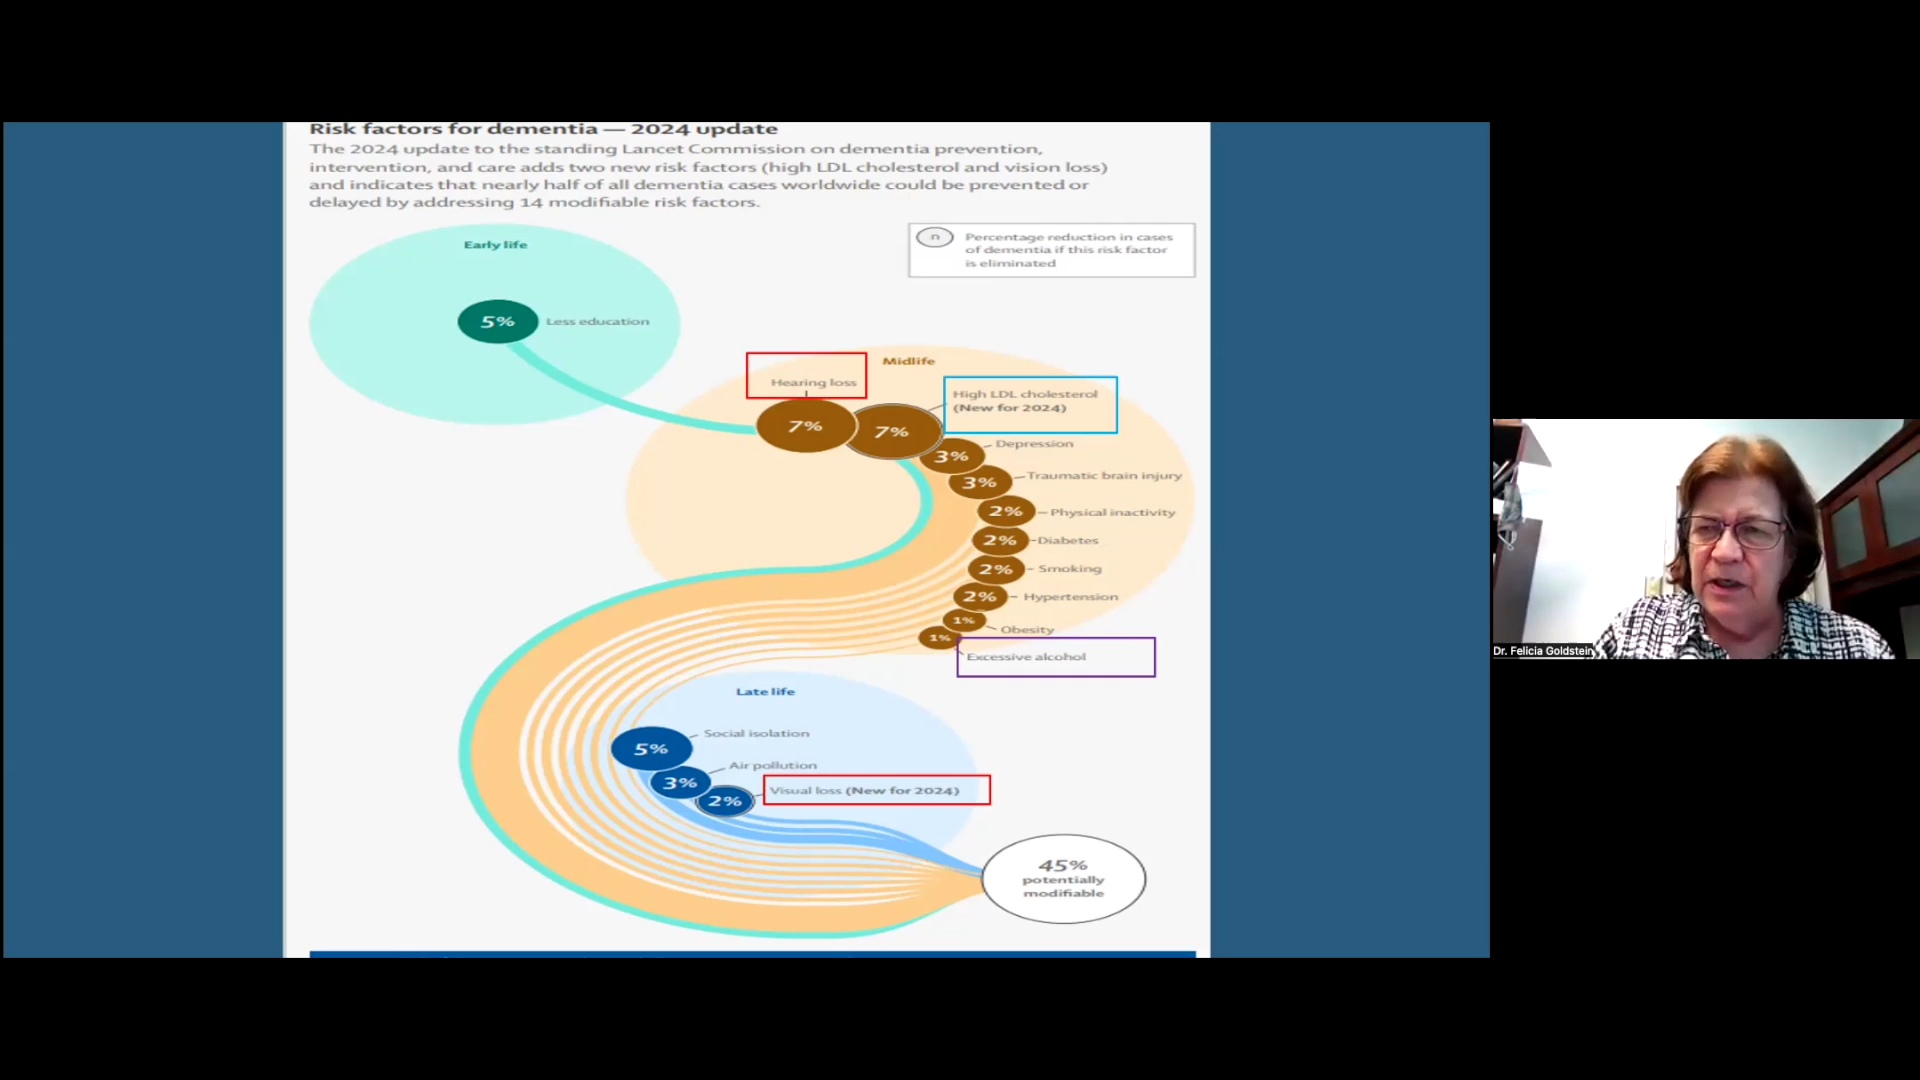 Risk factors for dementia — 2024 update
The 2024 update to the standing Lancet Commission on dementia prevention,
intervention, and care adds two new risk factors (high LDL cholesterol and vision loss)
and indicates that nearly half of all dementia cases worldwide could be prevented or
delayed by addressing 14 modifiable risk factors.
n
Percentage reduction in cases
of dementia if this risk factor
is eliminated
Early life
5%
Less education
Midlife
Hearing loss
7%
High LDL cholesterol
(New for 2024)
7%
Depression
3%
Traumatic brain injury
3%
Physical inactivity
2%
Diabetes
2%
Smoking
2%
Hypertension
2%
Obesity
1%
Excessive alcohol
1%
Late life
Social isolation
5%
Air pollution
3%
Visual loss (New for 2024)
2%
45%
potentially
modifiable
Dr. Felicia Goldstein